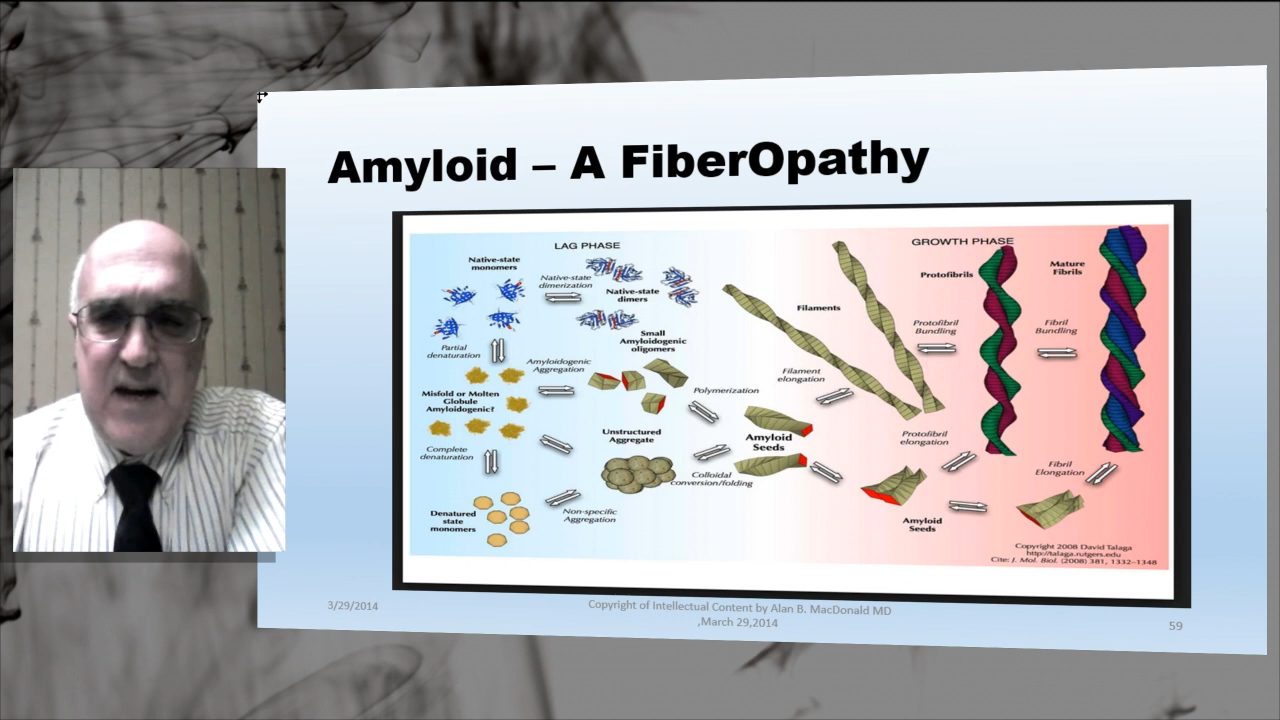 Amyloid – A FiberOpathy
LAG PHASE
GROWTH PHASE
Native-state
monomers
Native-state
dimerization
Native-state
dimers
Small
Amyloidogenic
oligomers
Partial
denaturation
Amyloidogenic
Aggregation
Misfold or Molten
Globule
Amyloidogenic?
Polymerization
Unstructured
Aggregate
Complete
denaturation
Colloidal
conversion/folding
Denatured
state
monomers
Non-specific
Aggregation
Filaments
Filament
elongation
Amyloid
Seeds
Protofibrils
Protofibril
Bundling
Protofibril
elongation
Mature
Fibrils
Fibril
Bundling
Fibril
Elongation
Amyloid
Seeds
Copyright 2008 David Talaga
http://talaga.rutgers.edu
Cite: J. Mol. Biol. (2008) 381, 1332–1348
3/29/2014
Copyright of Intellectual Content by Alan B. MacDonald MD
,March 29,2014
59